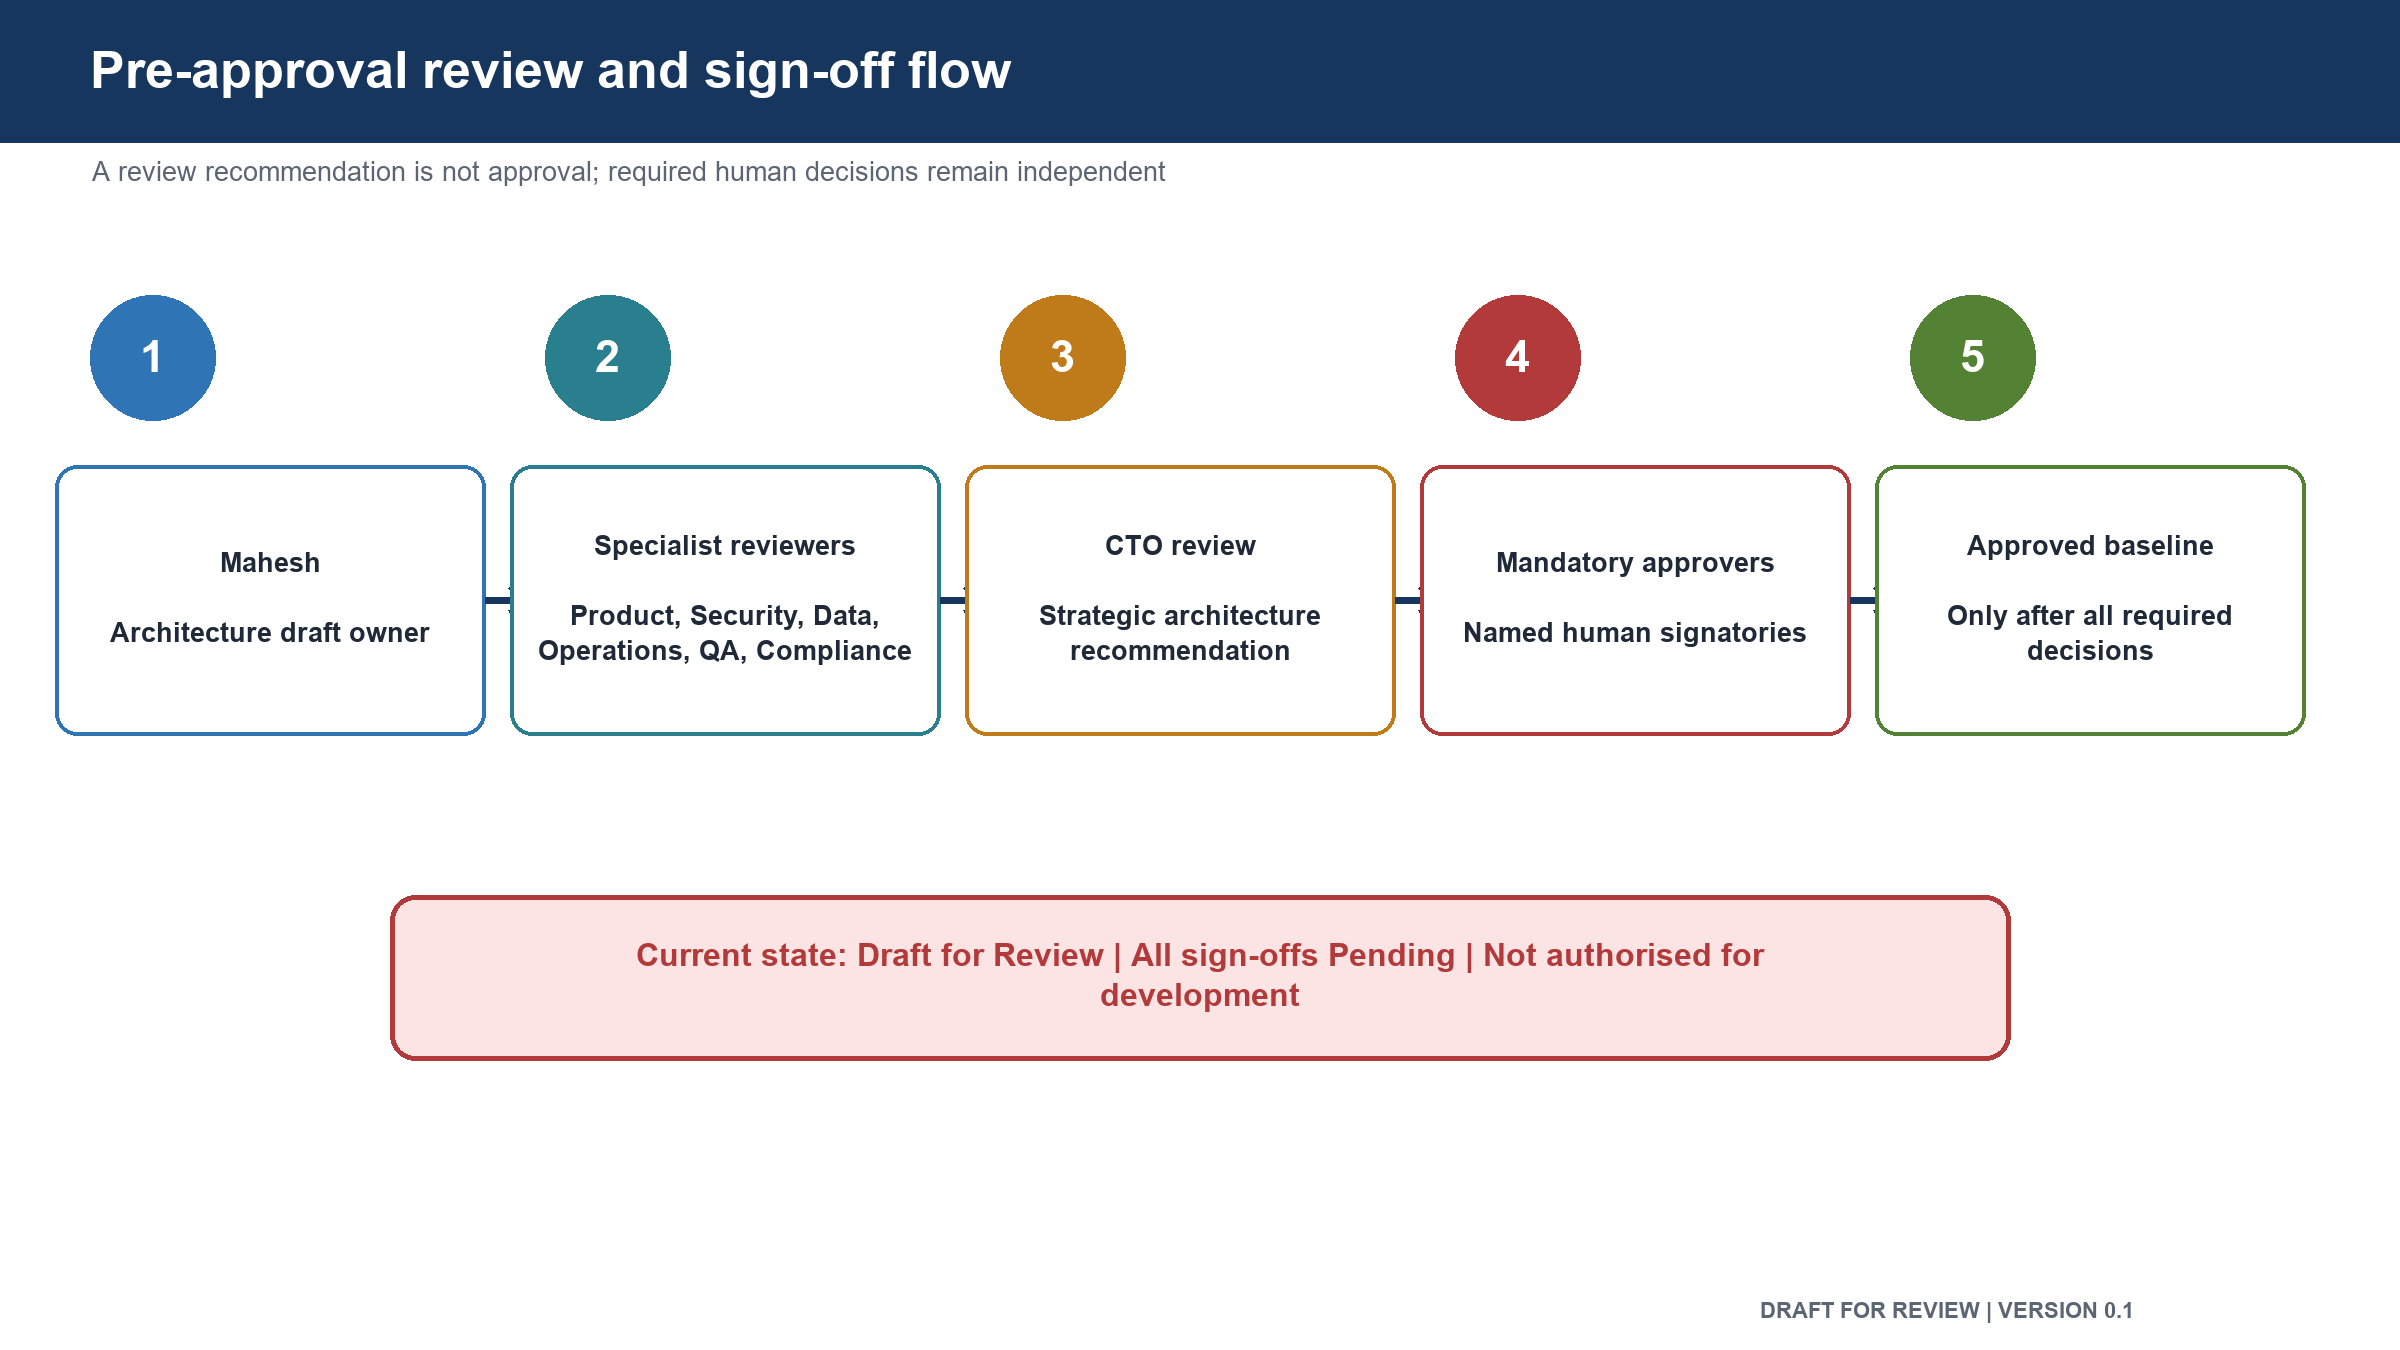 Pre-approval review and sign-off flow
A review recommendation is not approval; required human decisions remain independent
1
2
3
4
5
Mahesh
Architecture draft owner
Specialist reviewers
Product, Security, Data,
Operations, QA, Compliance
CTO review
Strategic architecture
recommendation
Mandatory approvers
Named human signatories
Approved baseline
Only after all required
decisions
Current state: Draft for Review | All sign-offs Pending | Not authorised for
development
DRAFT FOR REVIEW | VERSION 0.1